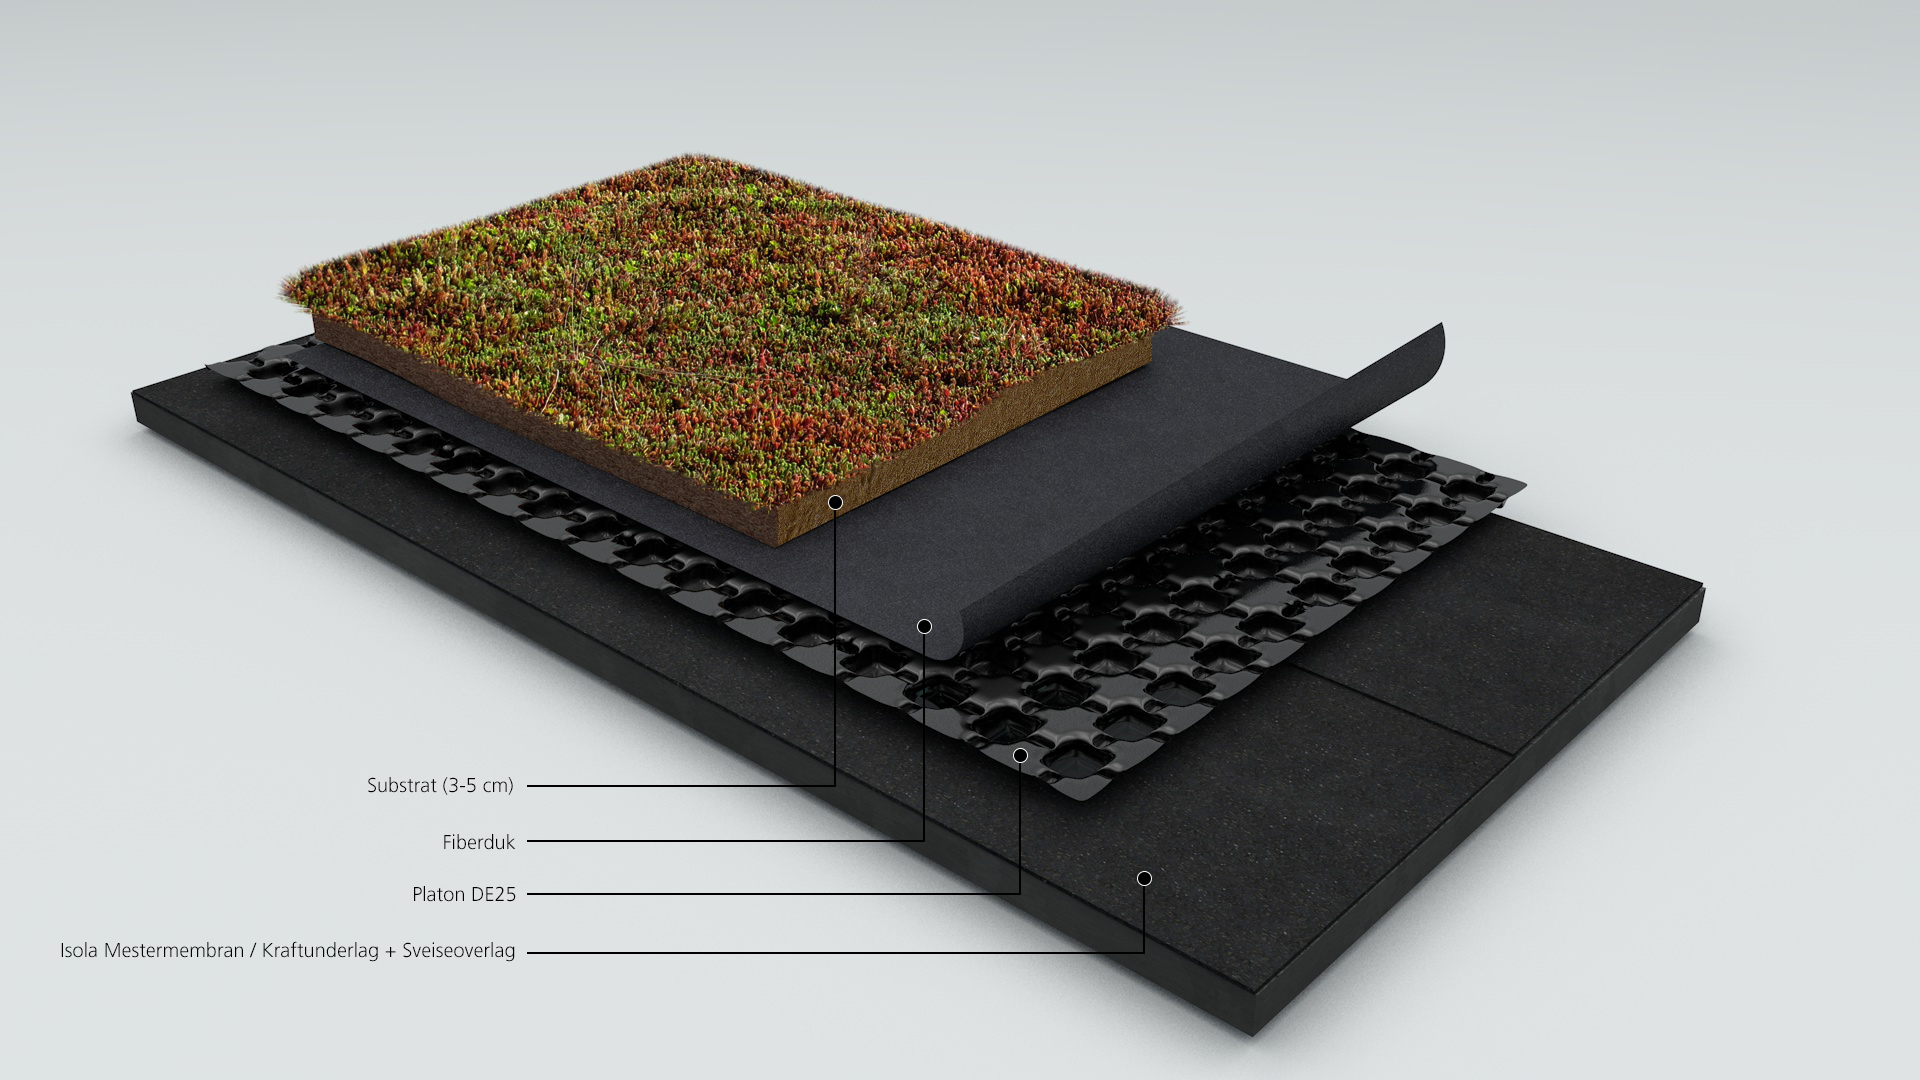 Substrat (3-5 cm)
Fiberduk
Platon DE25
Isola Mestermembran / Kraftunderlag + Sveiseoverlag